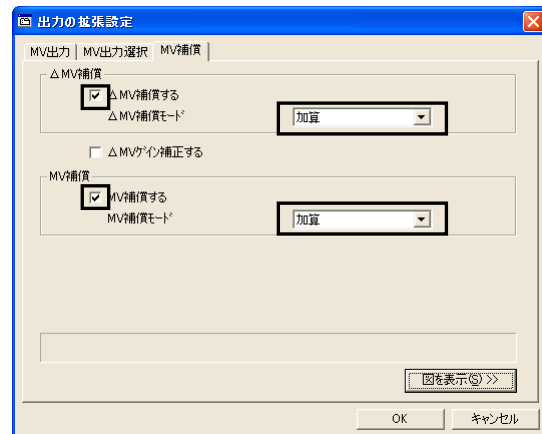 出力の拡張設定
MV出力 MV出力選択 MV補償
△MV補償
△MV補償する
△MV補償モード 加算
△MVゲイン補正する
MV補償
MV補償する
MV補償モード 加算
図を表示(S) >>
OK キャンセル